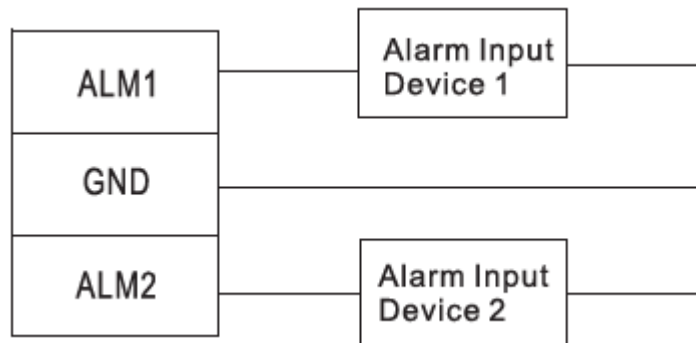 ALM1
Alarm Input
Device 1
GND
ALM2
Alarm Input
Device 2